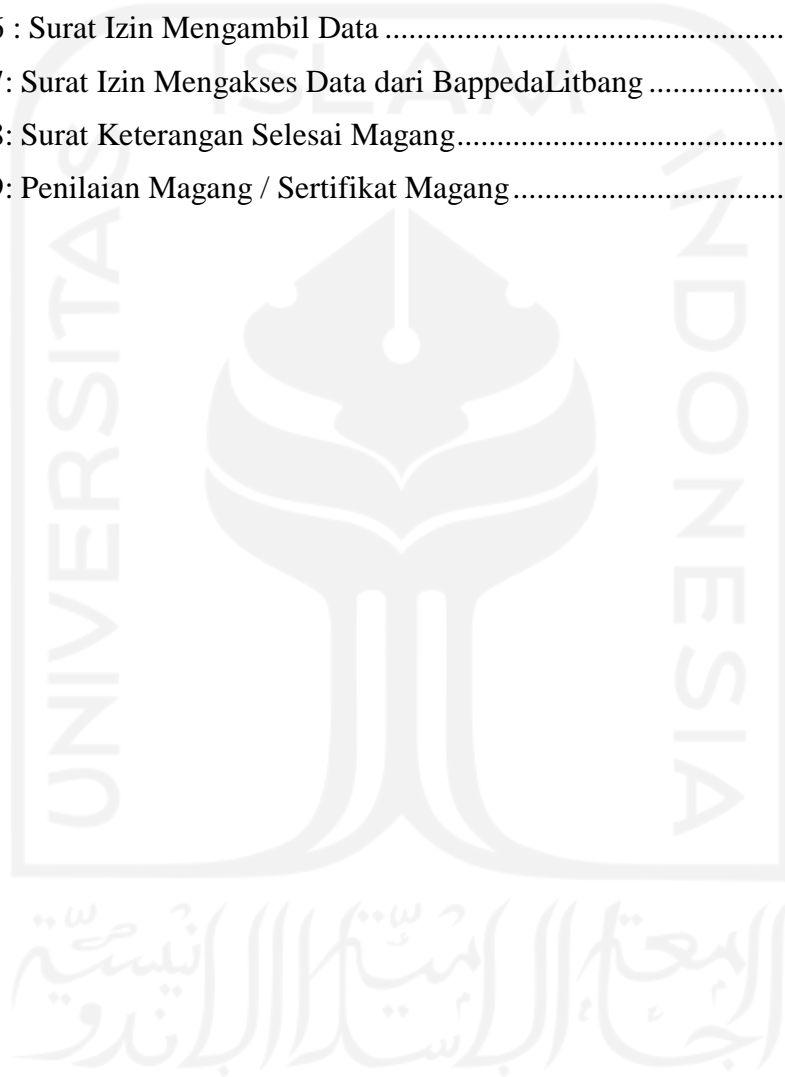 6 : Surat Izin Mengambil Data ........................................
7: Surat Izin Mengakses Data dari BappedaLitbang .................
8: Surat Keterangan Selesai Magang.................................
9: Penilaian Magang / Sertifikat Magang...............................
ISLAM
UNIVERSITAS
INDONESIA